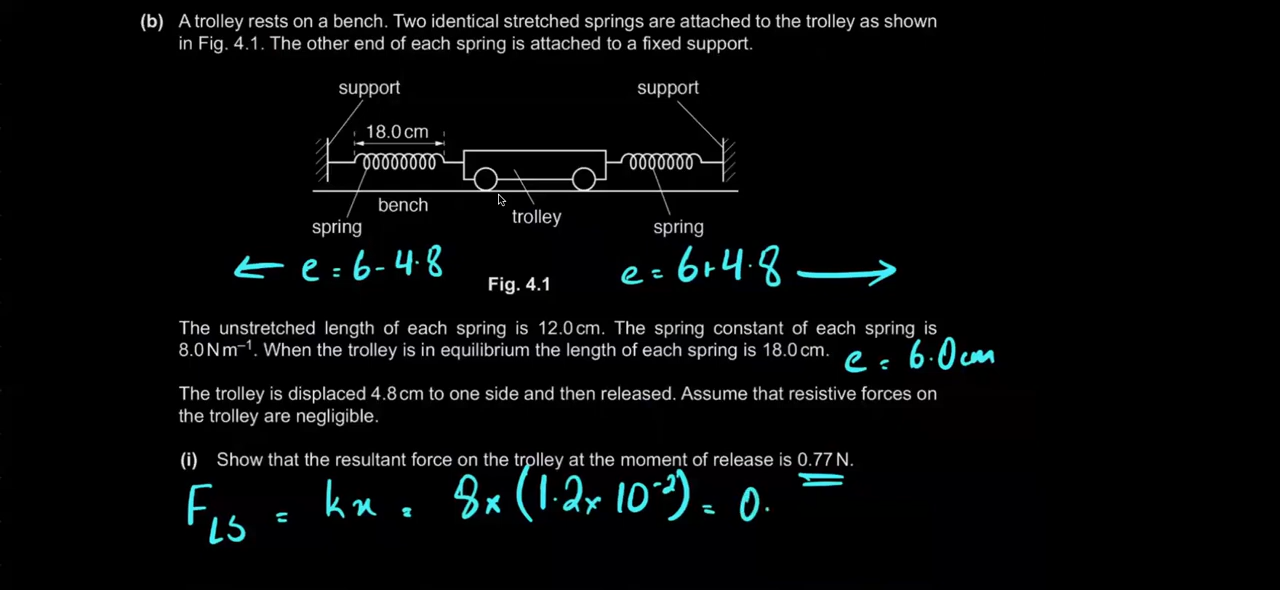 (b) A trolley rests on a bench. Two identical stretched springs are attached to the trolley as shown
in Fig. 4.1. The other end of each spring is attached to a fixed support.
support support
18.0 cm
bench
trolley
spring spring
e = 6 - 4.8 e = 6+4.8
Fig. 4.1
The unstretched length of each spring is 12.0 cm. The spring constant of each spring is
8.0 N m⁻¹. When the trolley is in equilibrium the length of each spring is 18.0 cm. e = 6.0cm
The trolley is displaced 4.8 cm to one side and then released. Assume that resistive forces on
the trolley are negligible.
(i) Show that the resultant force on the trolley at the moment of release is 0.77 N.
F_LS = kx = 8x (1.2x 10⁻²) = 0.